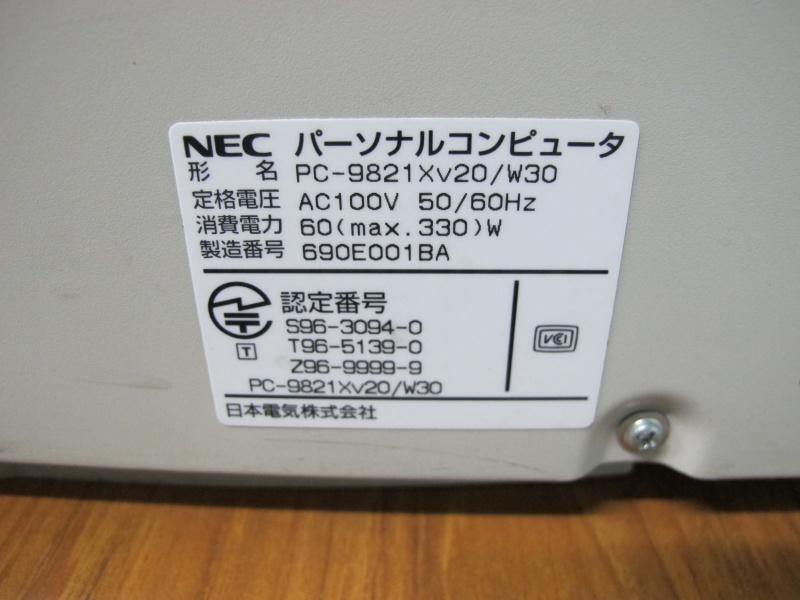 NEC パーソナルコンピュータ
形 名 PC-9821Xv20/W30
定格電圧 AC100V 50/60Hz
消費電力 60(max.330)W
製造番号 690E001BA
認定番号
S96-3094-0
T T96-5139-0
Z96-9999-9
PC-9821Xv20/W30
VCI
日本電気株式会社